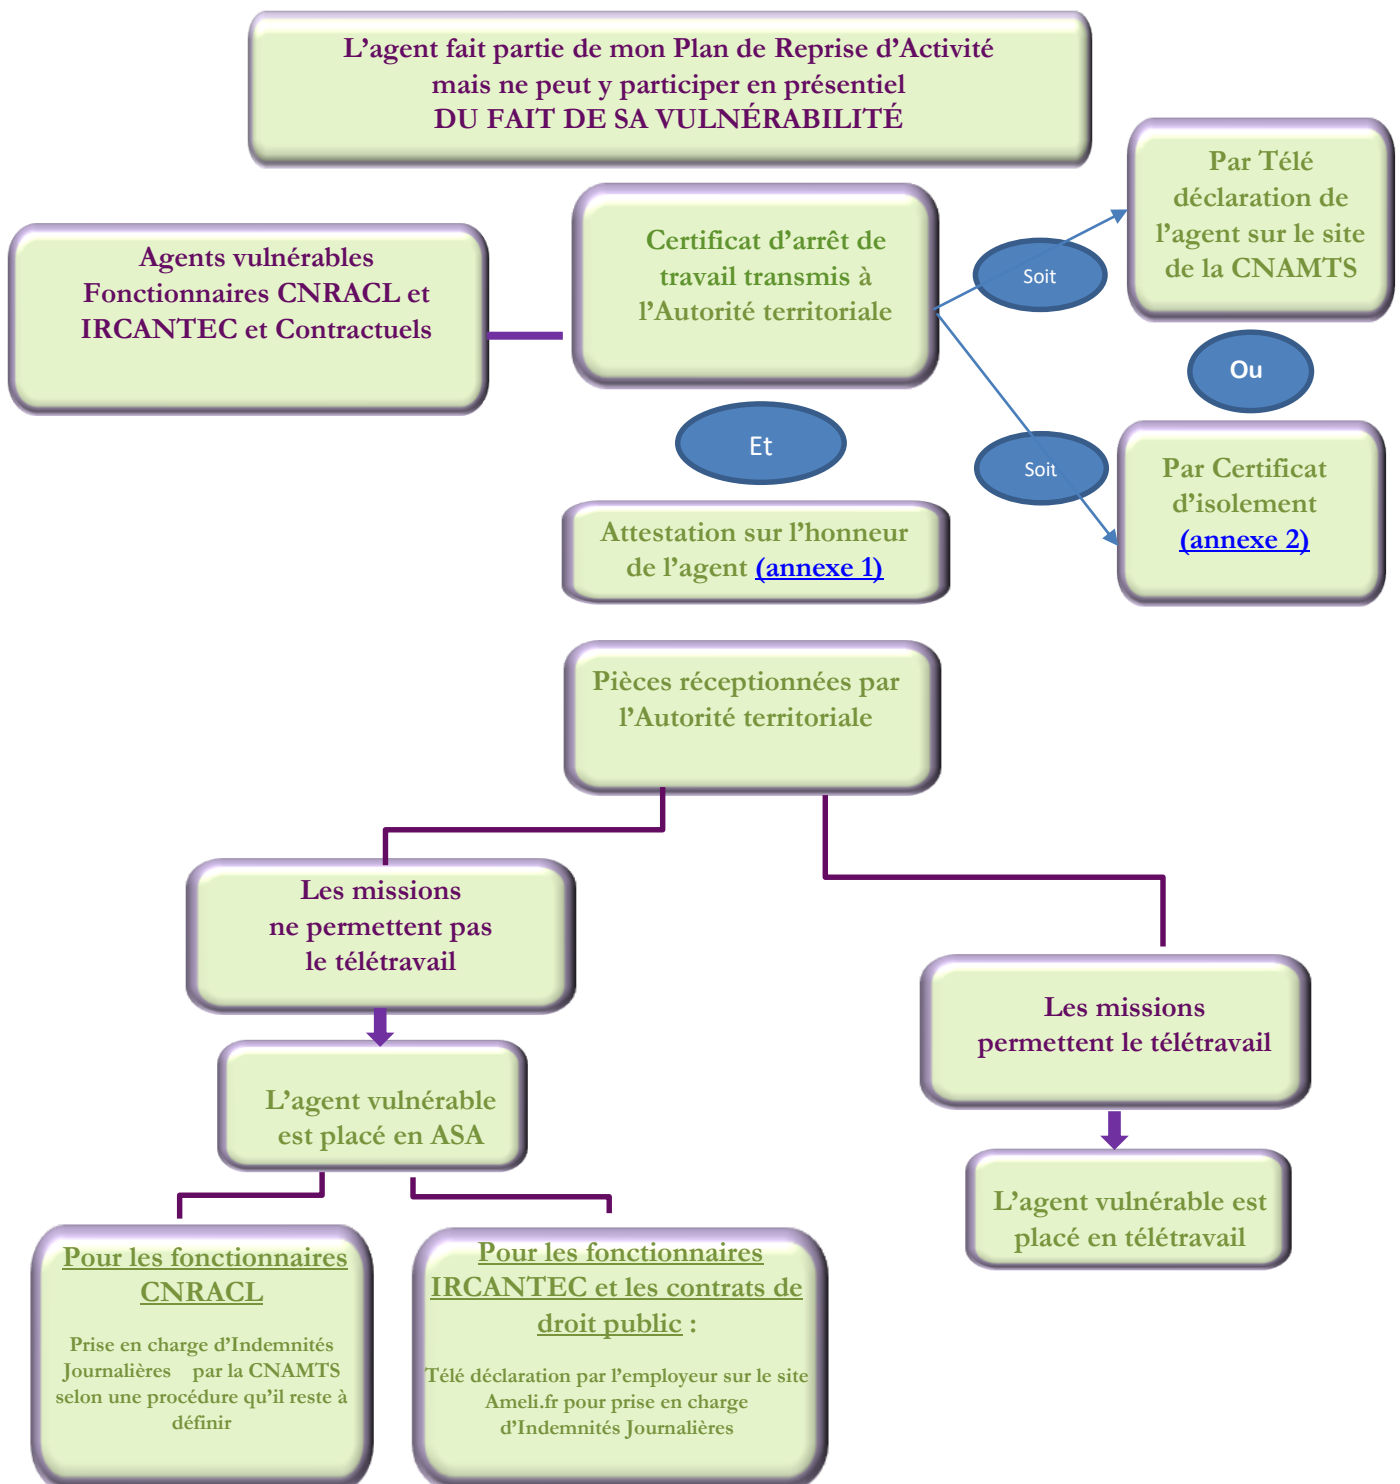 L’agent fait partie de mon Plan de Reprise d’Activité
mais ne peut y participer en présentiel
DU FAIT DE SA VULNÉRABILITÉ
Agents vulnérables
Fonctionnaires CNRACL et
IRCANTEC et Contractuels
Certificat d’arrêt de
travail transmis à
l’Autorité territoriale
Soit
Par Télé
déclaration de
l’agent sur le site
de la CNAMTS
Ou
Et
Soit
Par Certificat
d’isolement
(annexe 2)
Attestation sur l’honneur
de l’agent (annexe 1)
Pièces réceptionnées par
l’Autorité territoriale
Les missions
ne permettent pas
le télétravail
Les missions
permettent le télétravail
L’agent vulnérable
est placé en ASA
L’agent vulnérable est
placé en télétravail
Pour les fonctionnaires
CNRACL
Prise en charge d’Indemnités
Journalières par la CNAMTS
selon une procédure qu’il reste à
définir
Pour les fonctionnaires
IRCANTEC et les contrats de
droit public :
Télé déclaration par l’employeur sur le site
Ameli.fr pour prise en charge
d’Indemnités Journalières